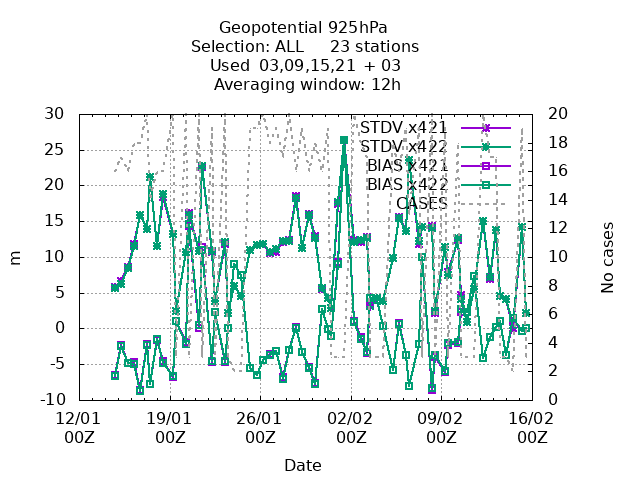 Geopotential 925hPa
Selection: ALL 23 stations
Used 03,09,15,21 + 03
Averaging window: 12h
30
25
20
15
10
5
0
-5
-10
m
20
18
16
14
12
10
8
6
4
2
0
No cases
STDV x421
STDV x422
BIAS x421
BIAS x422
CASES
12/01 19/01 26/01 02/02 09/02 16/02
00Z 00Z 00Z 00Z 00Z 00Z
Date